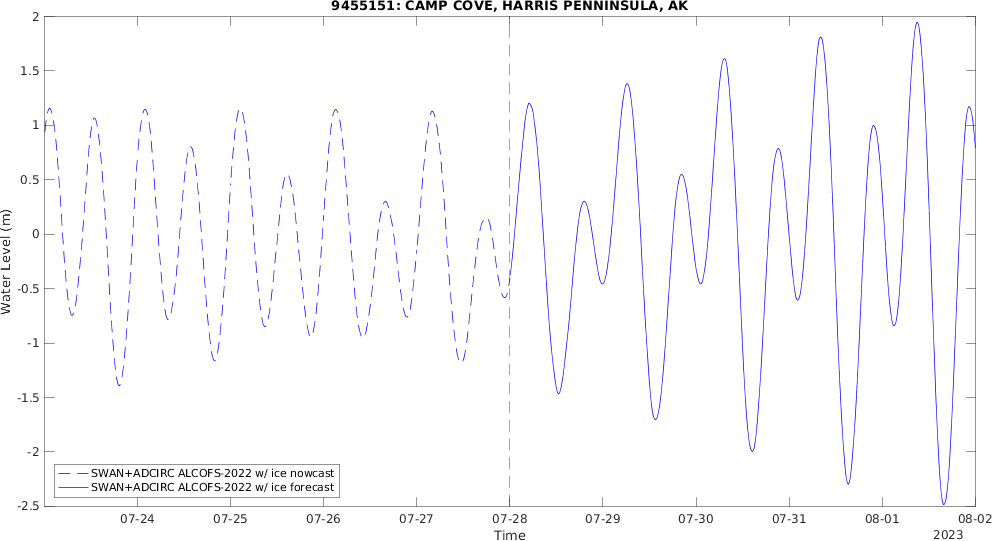 9455151: CAMP COVE, HARRIS PENNINSULA, AK
2
1.5
1
0.5
0
-0.5
-1
-1.5
-2
-2.5
Water Level (m)
SWAN+ADCIRC ALCOFS-2022 w/ ice nowcast
SWAN+ADCIRC ALCOFS-2022 w/ ice forecast
07-24 07-25 07-26 07-27 07-28 07-29 07-30 07-31 08-01 08-02
Time
2023